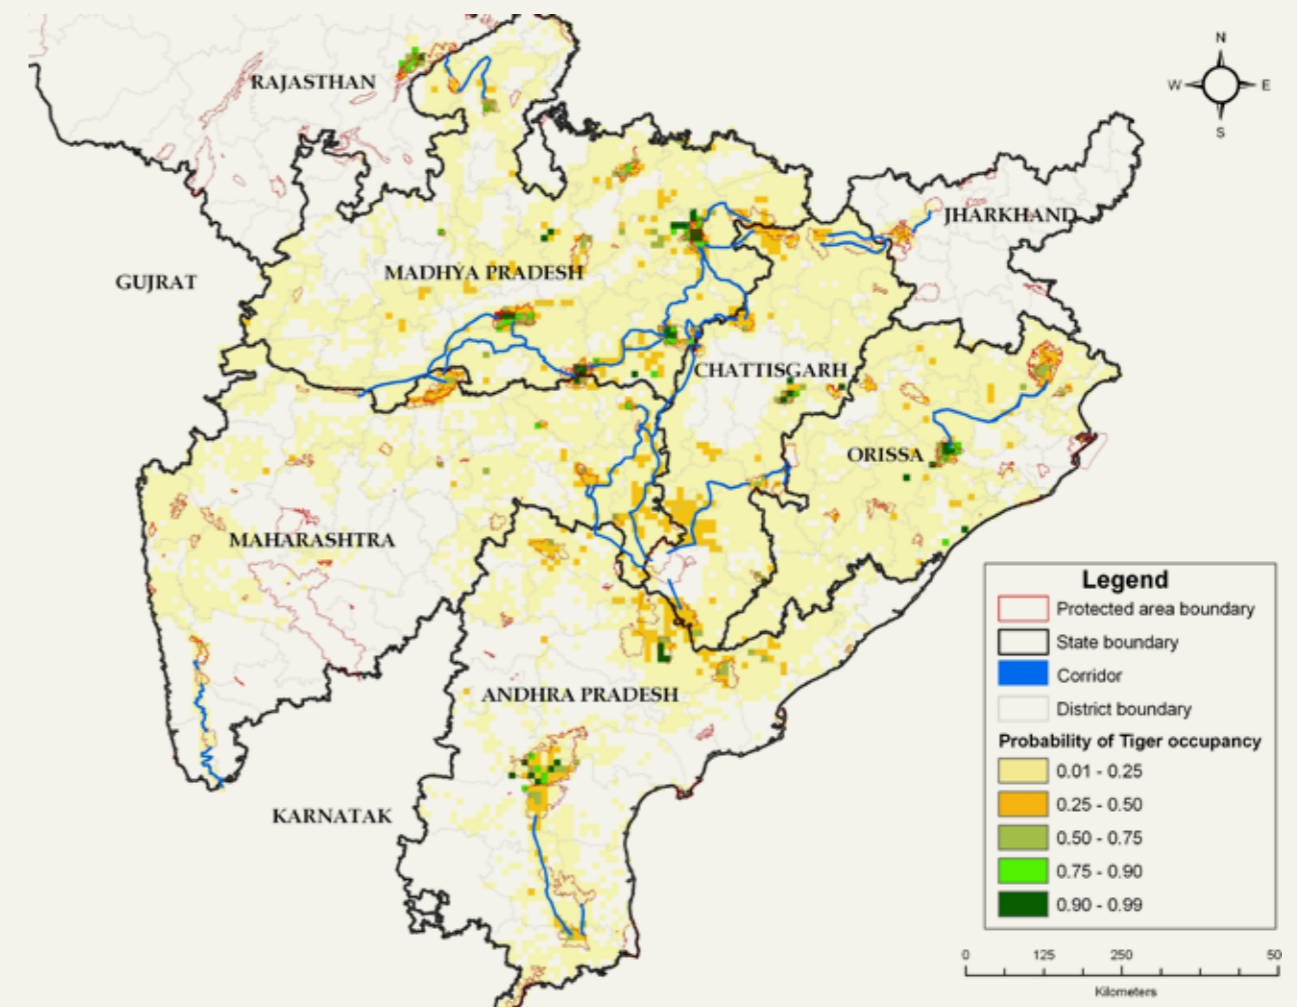 N
W E
S
RAJASTHAN
JHARKHAND
GUJRAT
MADHYA PRADESH
CHATTISGARH
ORISSA
MAHARASHTRA
ANDHRA PRADESH
KARNATAK
Legend
Protected area boundary
State boundary
Corridor
District boundary
Probability of Tiger occupancy
0.01 - 0.25
0.25 - 0.50
0.50 - 0.75
0.75 - 0.90
0.90 - 0.99
0 125 250 50
Kilometers